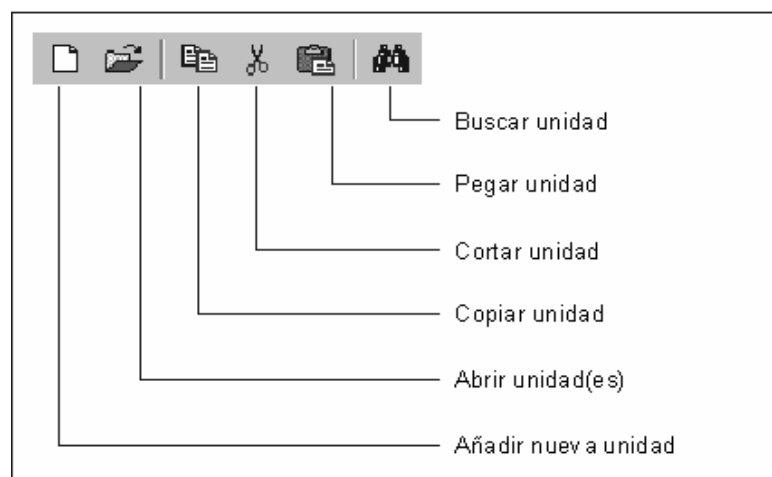 Buscar unidad
Pegar unidad
Cortar unidad
Copiar unidad
Abrir unidad(es)
Añadir nueva unidad